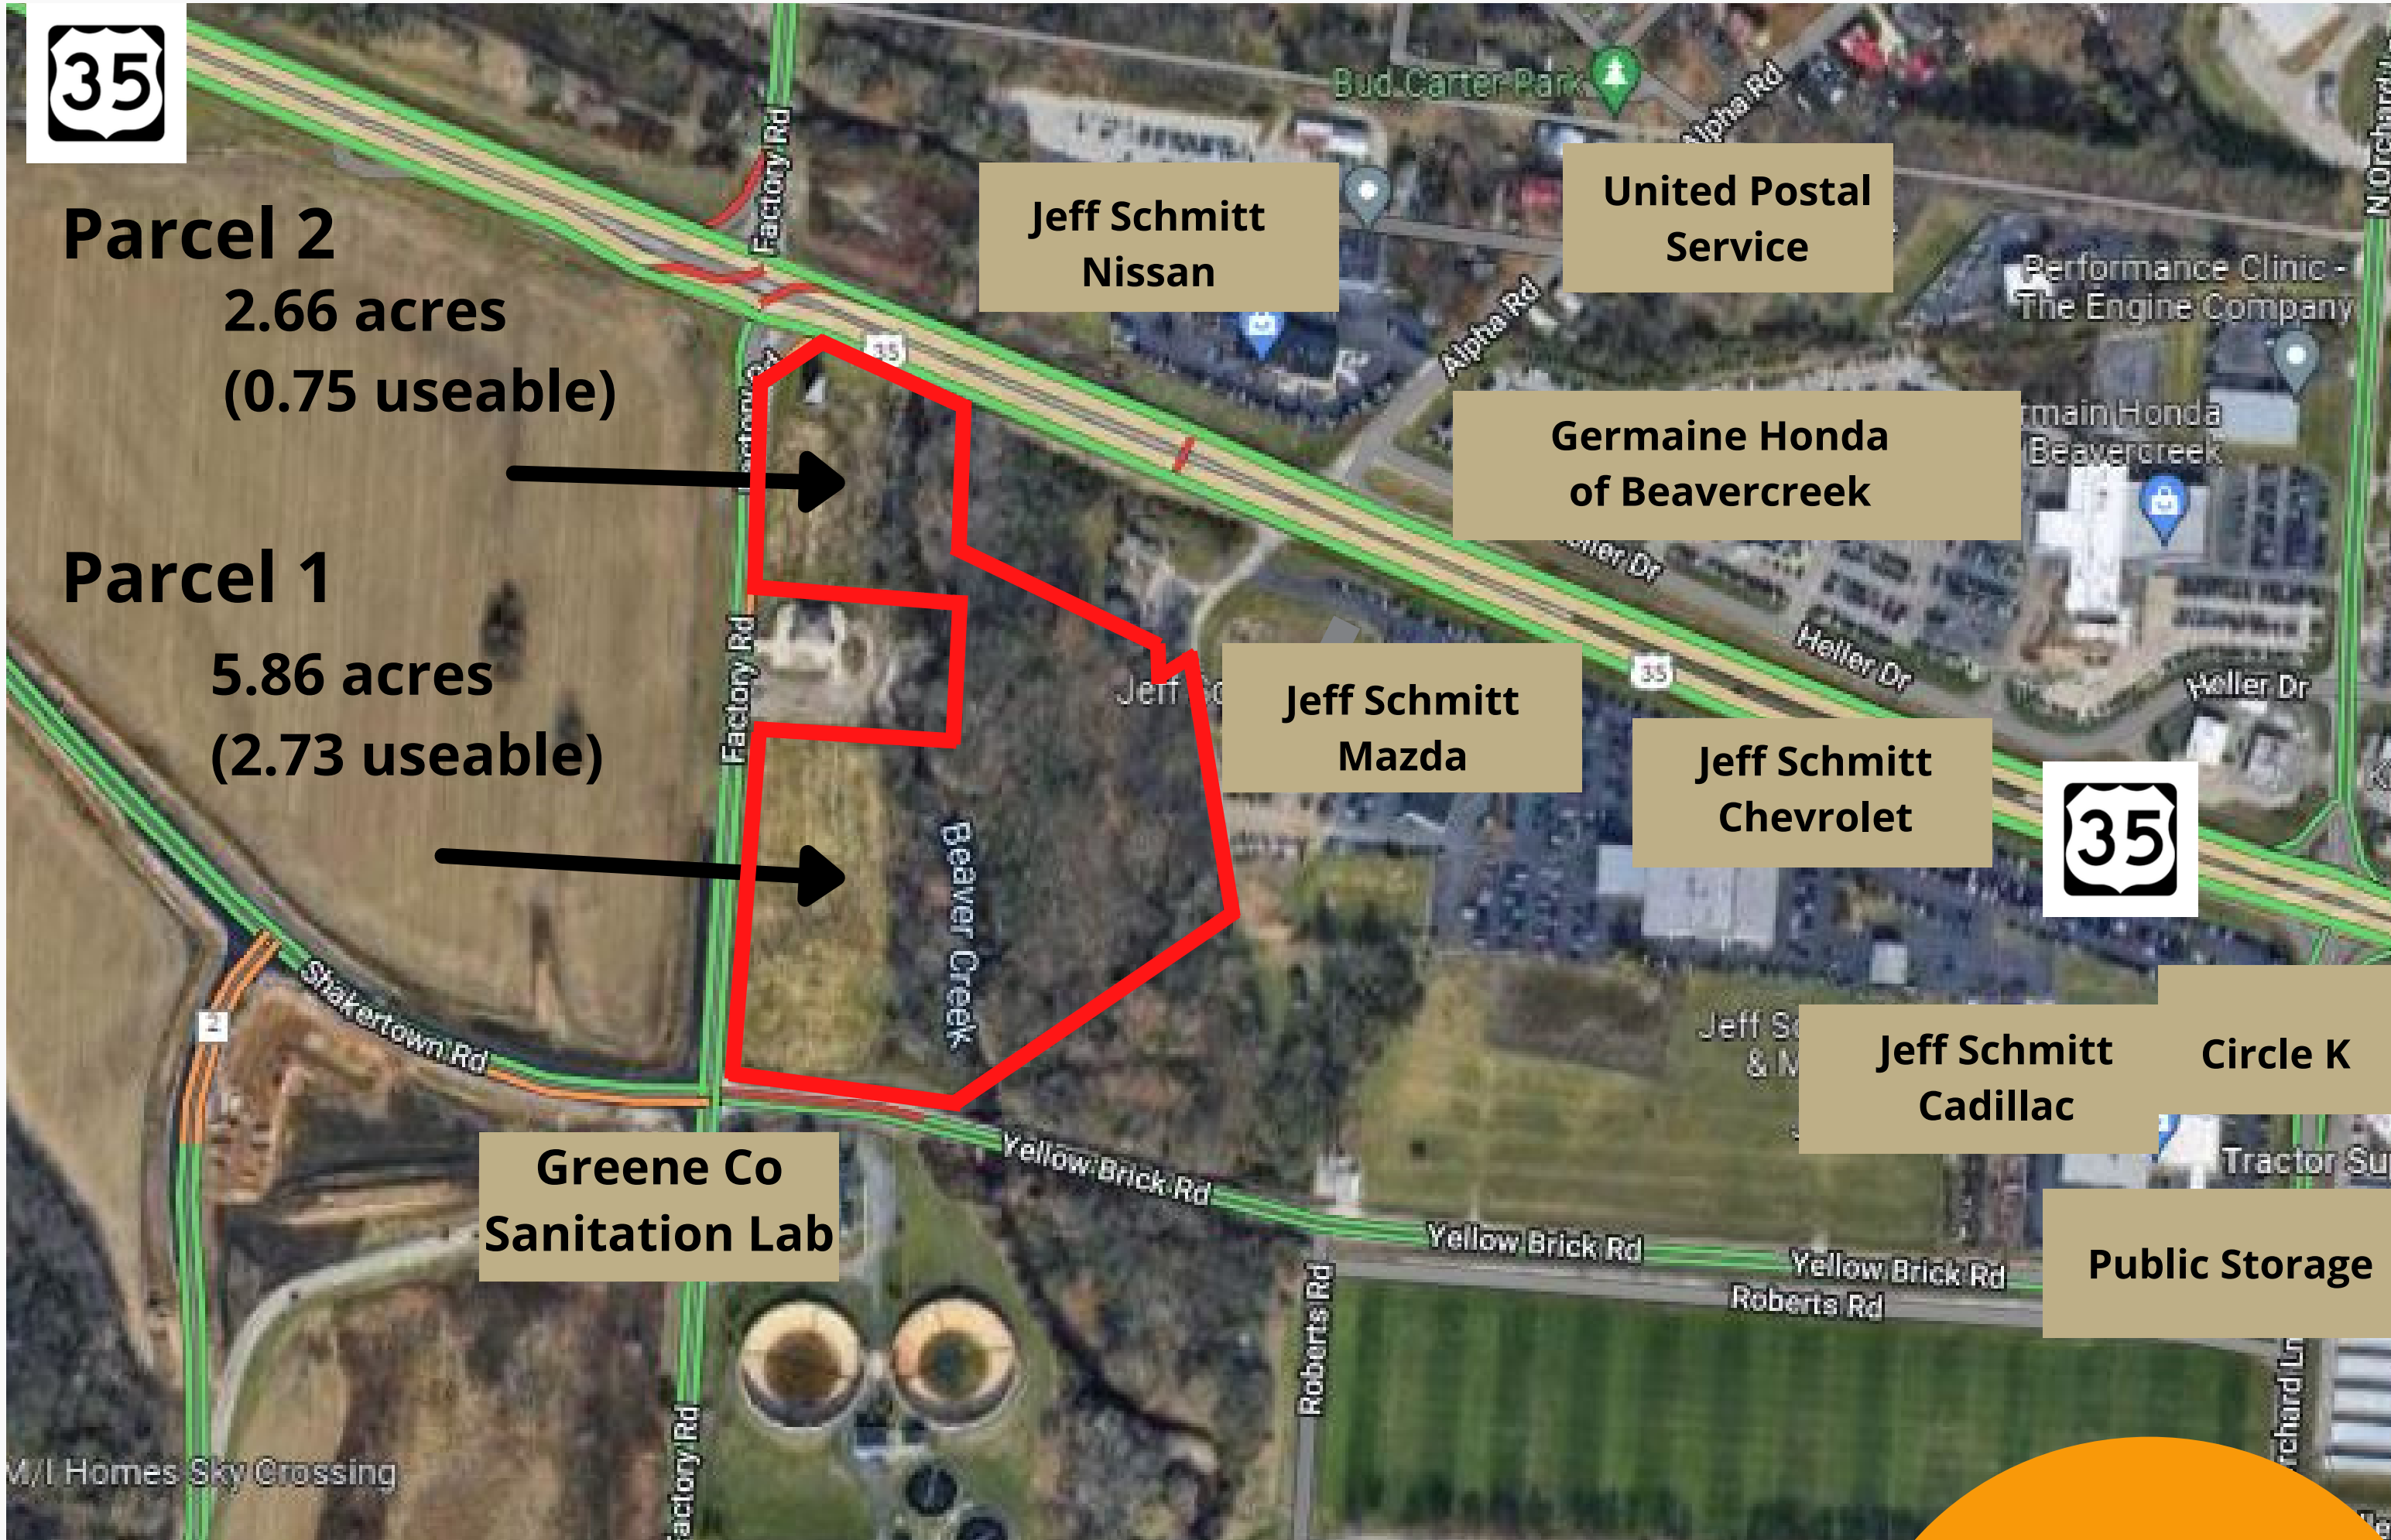 35
Factory Rd
Bud Carter Park
Alpha Rd
N Orchard
Parcel 2
2.66 acres
(0.75 useable)
Jeff Schmitt
Nissan
United Postal
Service
Performance Clinic -
The Engine Company
Alpha Rd
35
Germaine Honda
of Beavercreek
rmain Honda
Beavercreek
Parcel 1
5.86 acres
(2.73 useable)
Factory Rd
Heller Dr
Heller Dr
35
Jeff Schmitt
Mazda
Jeff Schmitt
Chevrolet
35
Beaver Creek
Shakertown Rd
2
Jeff Schmitt
Cadillac
Circle K
Tractor Su
Greene Co
Sanitation Lab
Yellow Brick Rd
Yellow Brick Rd
Yellow Brick Rd
Roberts Rd
Public Storage
Roberts Rd
Factory Rd
rchard Ln
M/I Homes Sky Crossing